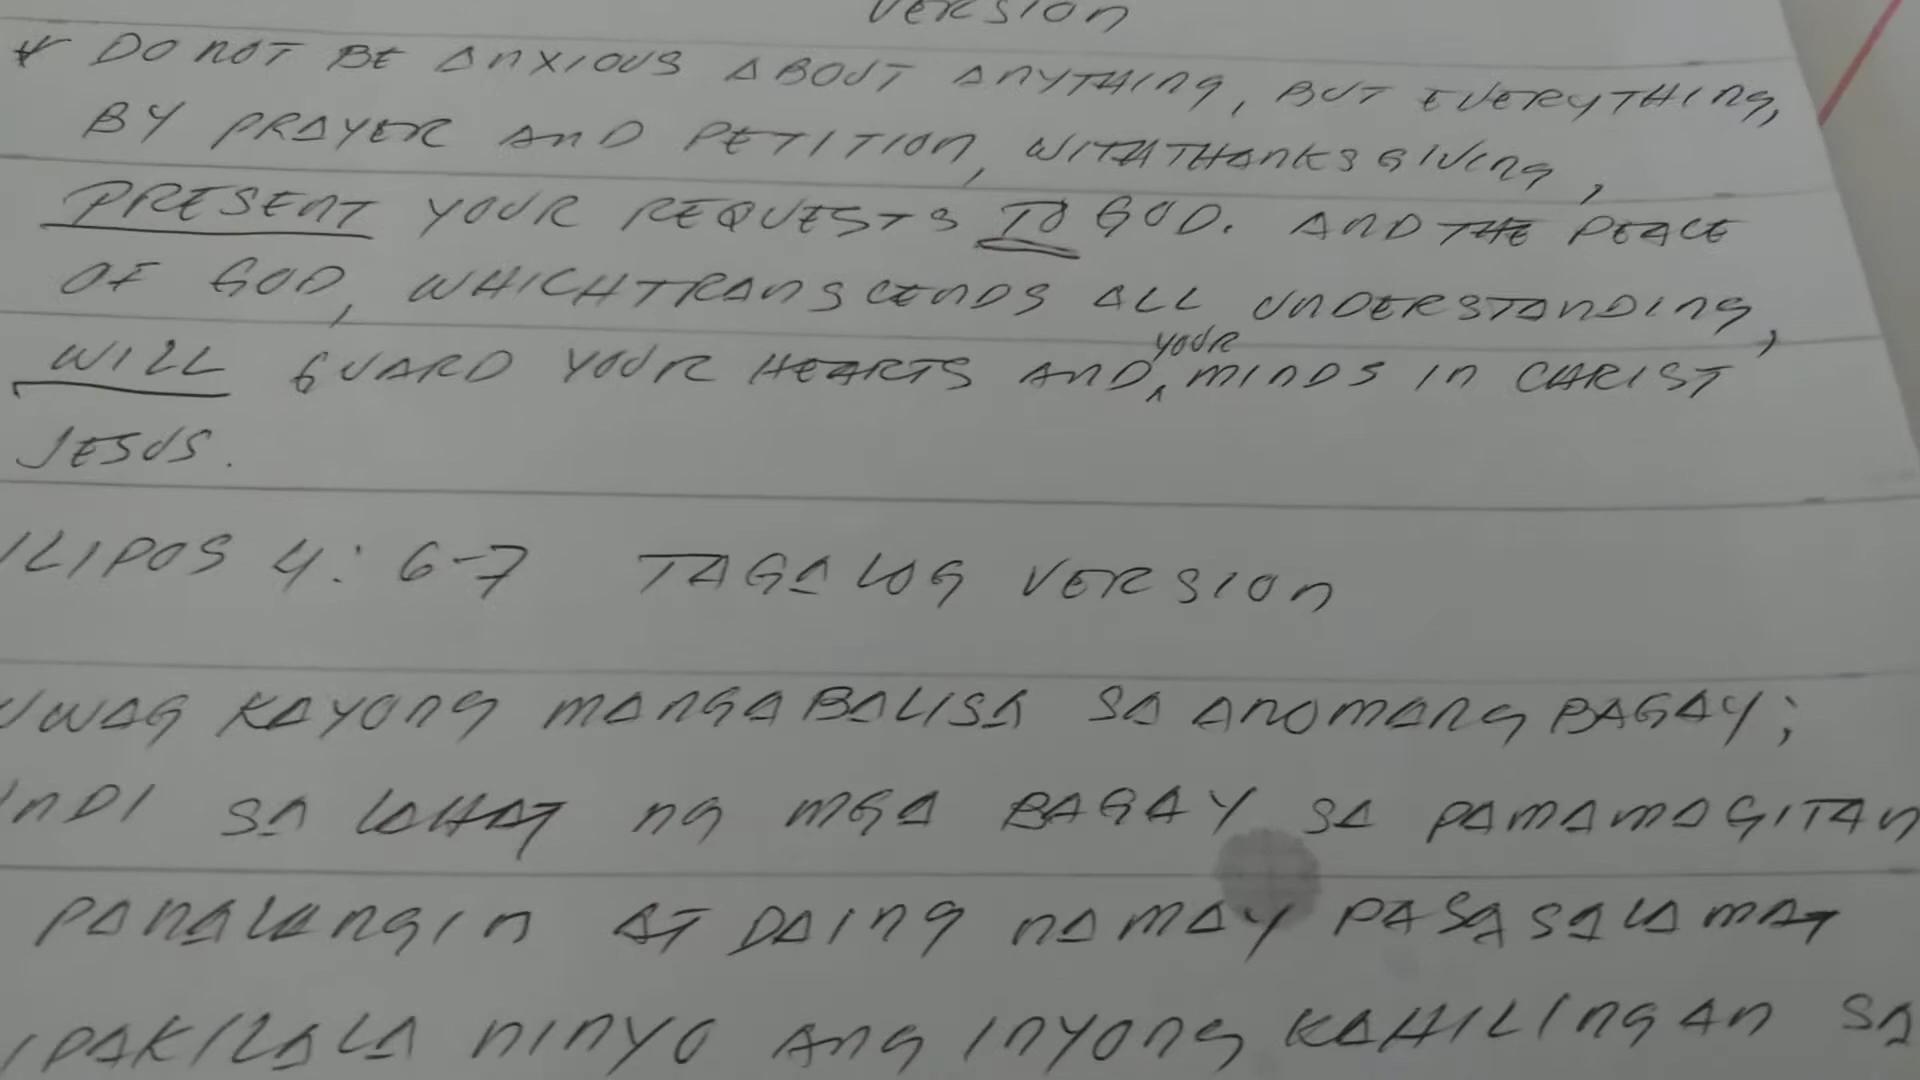 VERSION
* DO NOT BE ANXIOUS ABOUT ANYTHING, BUT EVERYTHING,
BY PRAYER AND PETITION, WITH THANKSGIVING,
PRESENT YOUR REQUESTS TO GOD. AND THE PEACE
OF GOD, WHICH TRANSCENDS ALL UNDERSTANDING,
WILL GUARD YOUR HEARTS AND YOUR MINDS IN CHRIST
JESUS.
ILIPOS 4:6-7 TAGALOG VERSION
UWAG KAYONG MANGABALISA SA ANOMANG BAGAY;
INDI SA LAHAT NG MGA BAGAY SA PAMAMAGITAN
PANALANGIN AT DAING NA MAY PASASALAMAT
IPAKILALA NINYO ANG INYONG KAHILINGAN SA